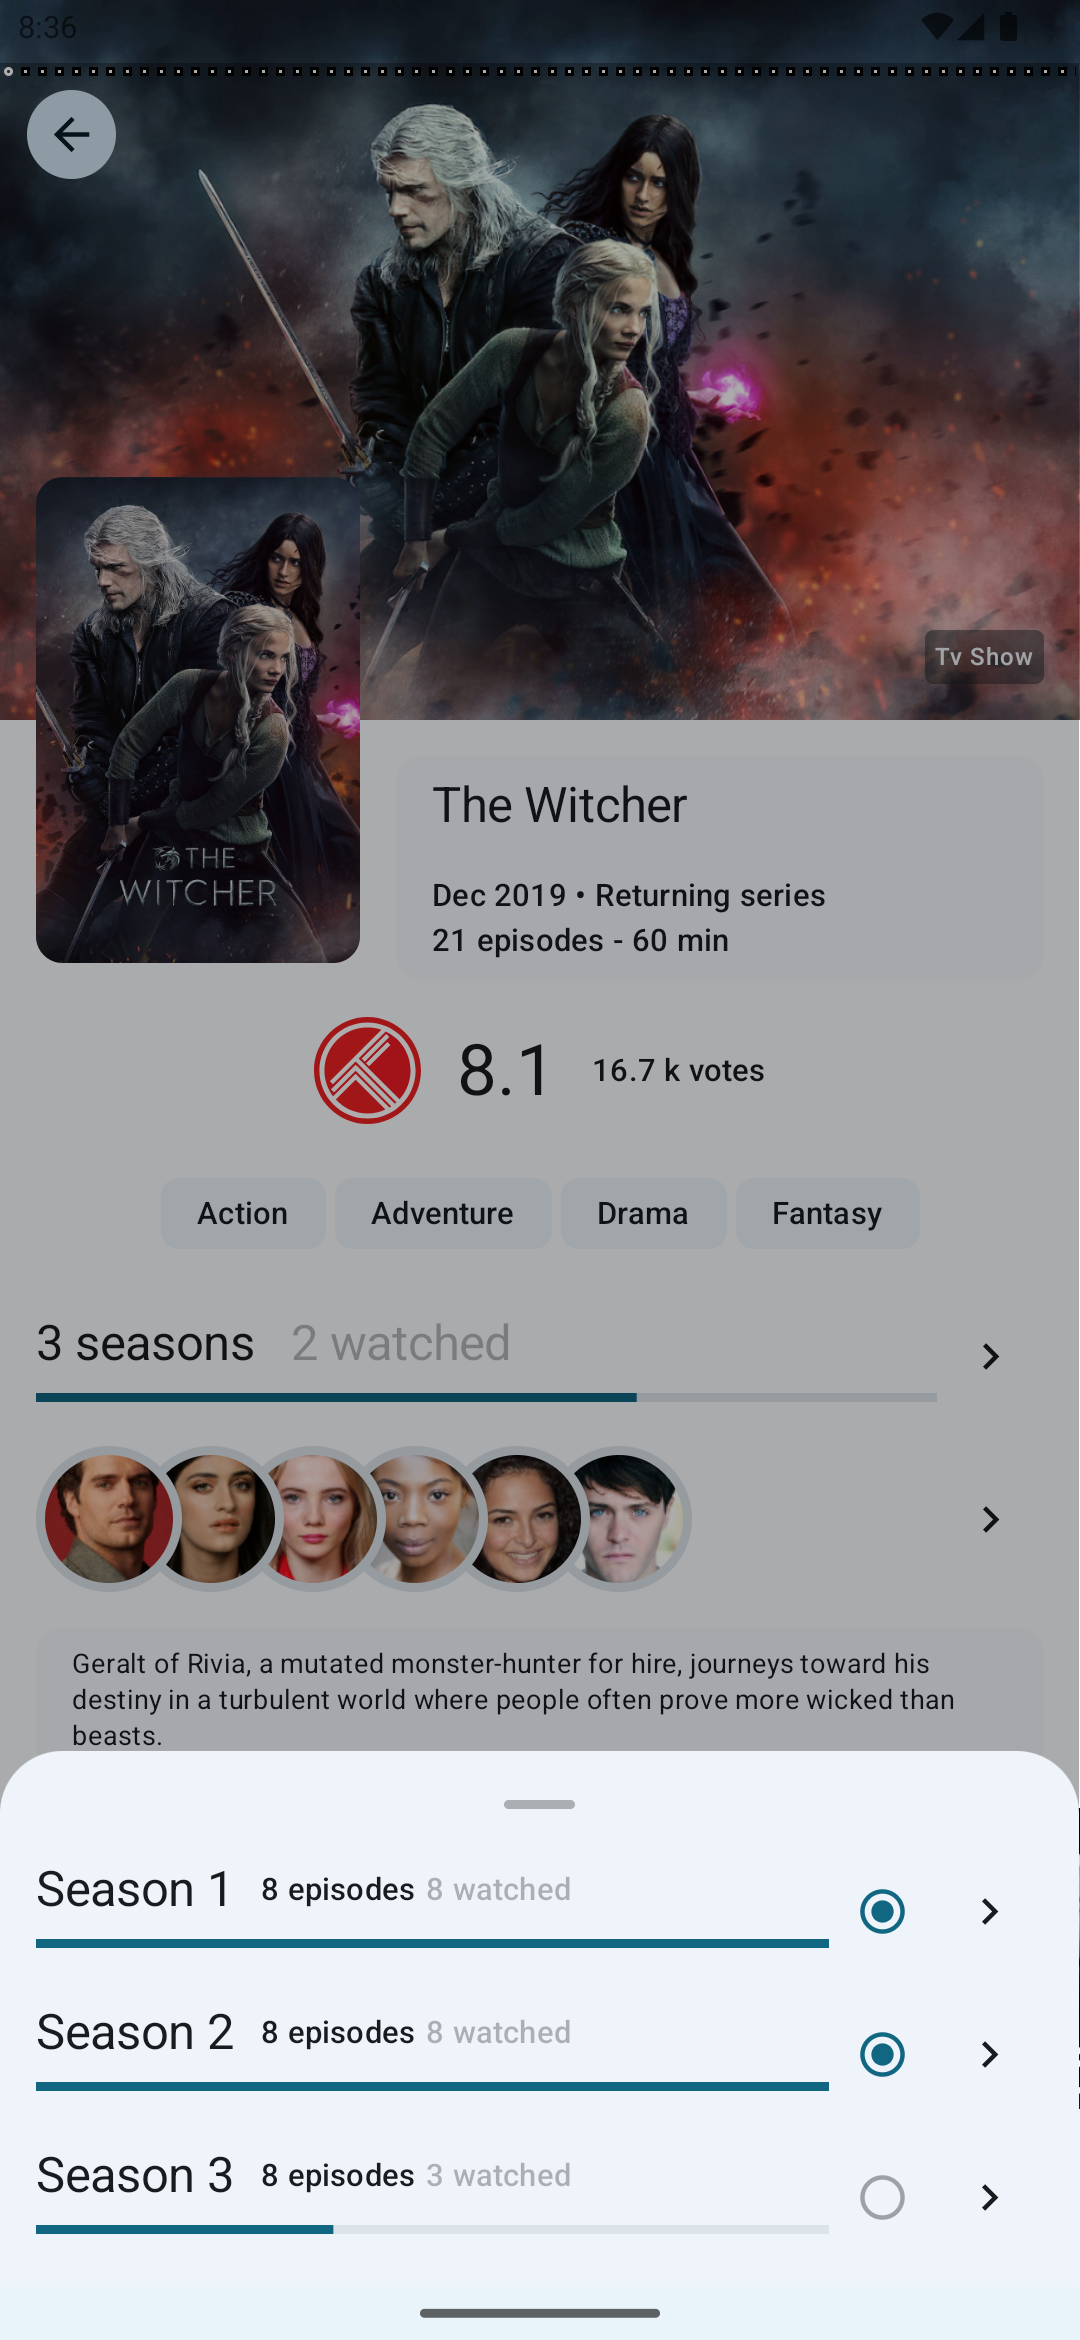 8:36
Tv Show
THE
WITCHER
The Witcher
Dec 2019 • Returning series
21 episodes - 60 min
8.1 16.7 k votes
Action Adventure Drama Fantasy
3 seasons 2 watched
Geralt of Rivia, a mutated monster-hunter for hire, journeys toward his
destiny in a turbulent world where people often prove more wicked than
beasts.
Season 1 8 episodes 8 watched
Season 2 8 episodes 8 watched
Season 3 8 episodes 3 watched